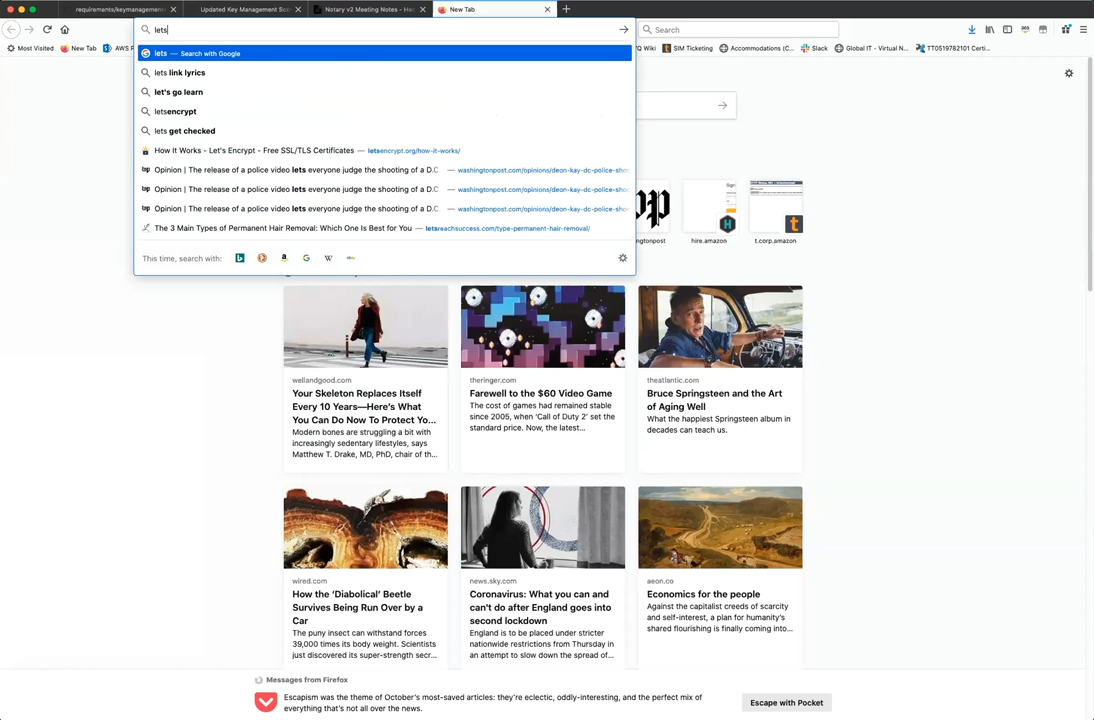 requirements/keymanagement
Updated Key Management Sce
Notary v2 Meeting Notes - Hac
New Tab
lets
Search
Most Visited
New Tab
AWS P
Wiki
SIM Ticketing
Accommodations (C...
Slack
Global IT - Virtual N...
TT0519782101 Certi...
lets — Search with Google
lets link lyrics
let's go learn
letsencrypt
lets get checked
How It Works - Let's Encrypt - Free SSL/TLS Certificates — letsencrypt.org/how-it-works/
Opinion | The release of a police video lets everyone judge the shooting of a D.C. — washingtonpost.com/opinions/deon-kay-dc-police-shoo
Opinion | The release of a police video lets everyone judge the shooting of a D.C. — washingtonpost.com/opinions/deon-kay-dc-police-shoo
Opinion | The release of a police video lets everyone judge the shooting of a D.C. — washingtonpost.com/opinions/deon-kay-dc-police-shoo
The 3 Main Types of Permanent Hair Removal: Which One Is Best for You — letsreachsuccess.com/type-permanent-hair-removal/
This time, search with:
ngtonpost
hire.amazon
t.corp.amazon
wellandgood.com
Your Skeleton Replaces Itself
Every 10 Years—Here's What
You Can Do Now To Protect Yo...
Modern bones are struggling a bit with
increasingly sedentary lifestyles, says
Matthew T. Drake, MD, PhD, chair of th...
theringer.com
Farewell to the $60 Video Game
The cost of games had remained stable
since 2005, when 'Call of Duty 2' set the
standard price. Now, the latest...
theatlantic.com
Bruce Springsteen and the Art
of Aging Well
What the happiest Springsteen album in
decades can teach us.
wired.com
How the 'Diabolical' Beetle
Survives Being Run Over by a
Car
The puny insect can withstand forces
39,000 times its body weight. Scientists
just discovered its super-strength secr...
news.sky.com
Coronavirus: What you can and
can't do after England goes into
second lockdown
England is to be placed under stricter
nationwide restrictions from Thursday in
an attempt to slow down the spread of...
aeon.co
Economics for the people
Against the capitalist creeds of scarcity
and self-interest, a plan for humanity's
shared flourishing is finally coming into...
Messages from Firefox
Escapism was the theme of October's most-saved articles: they're eclectic, oddly-interesting, and the perfect mix of
everything that's not all over the news.
Escape with Pocket